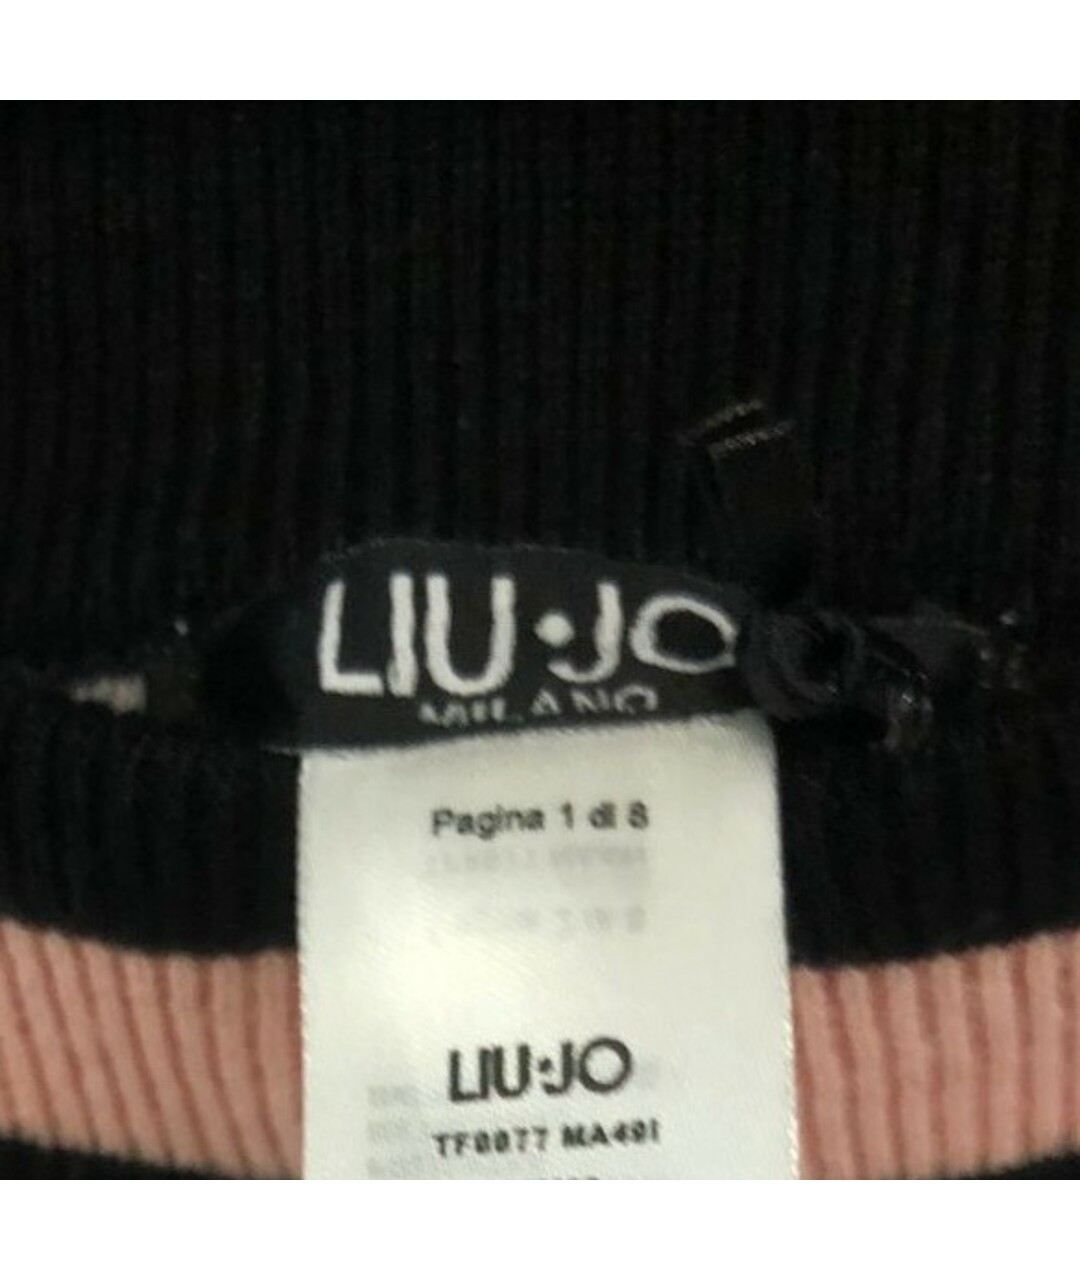 LIU·JO
MILANO
Pagina 1 di 8
LIU·JO
TF0077 MA49I